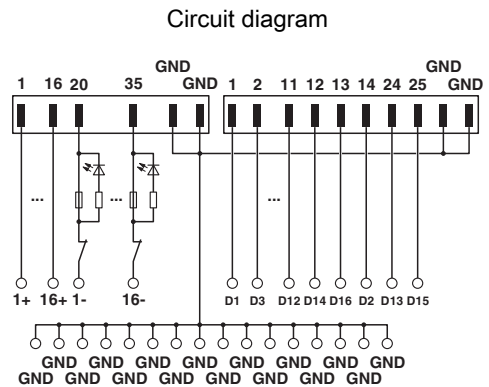 Circuit diagram
GND GND
1 16 20 35 GND 1 2 11 12 13 14 24 25 GND
... ... ...
1+ 16+ 1- 16- D1 D3 D12 D14 D16 D2 D13 D15
GND GND GND GND GND GND GND GND
GND GND GND GND GND GND GND GND